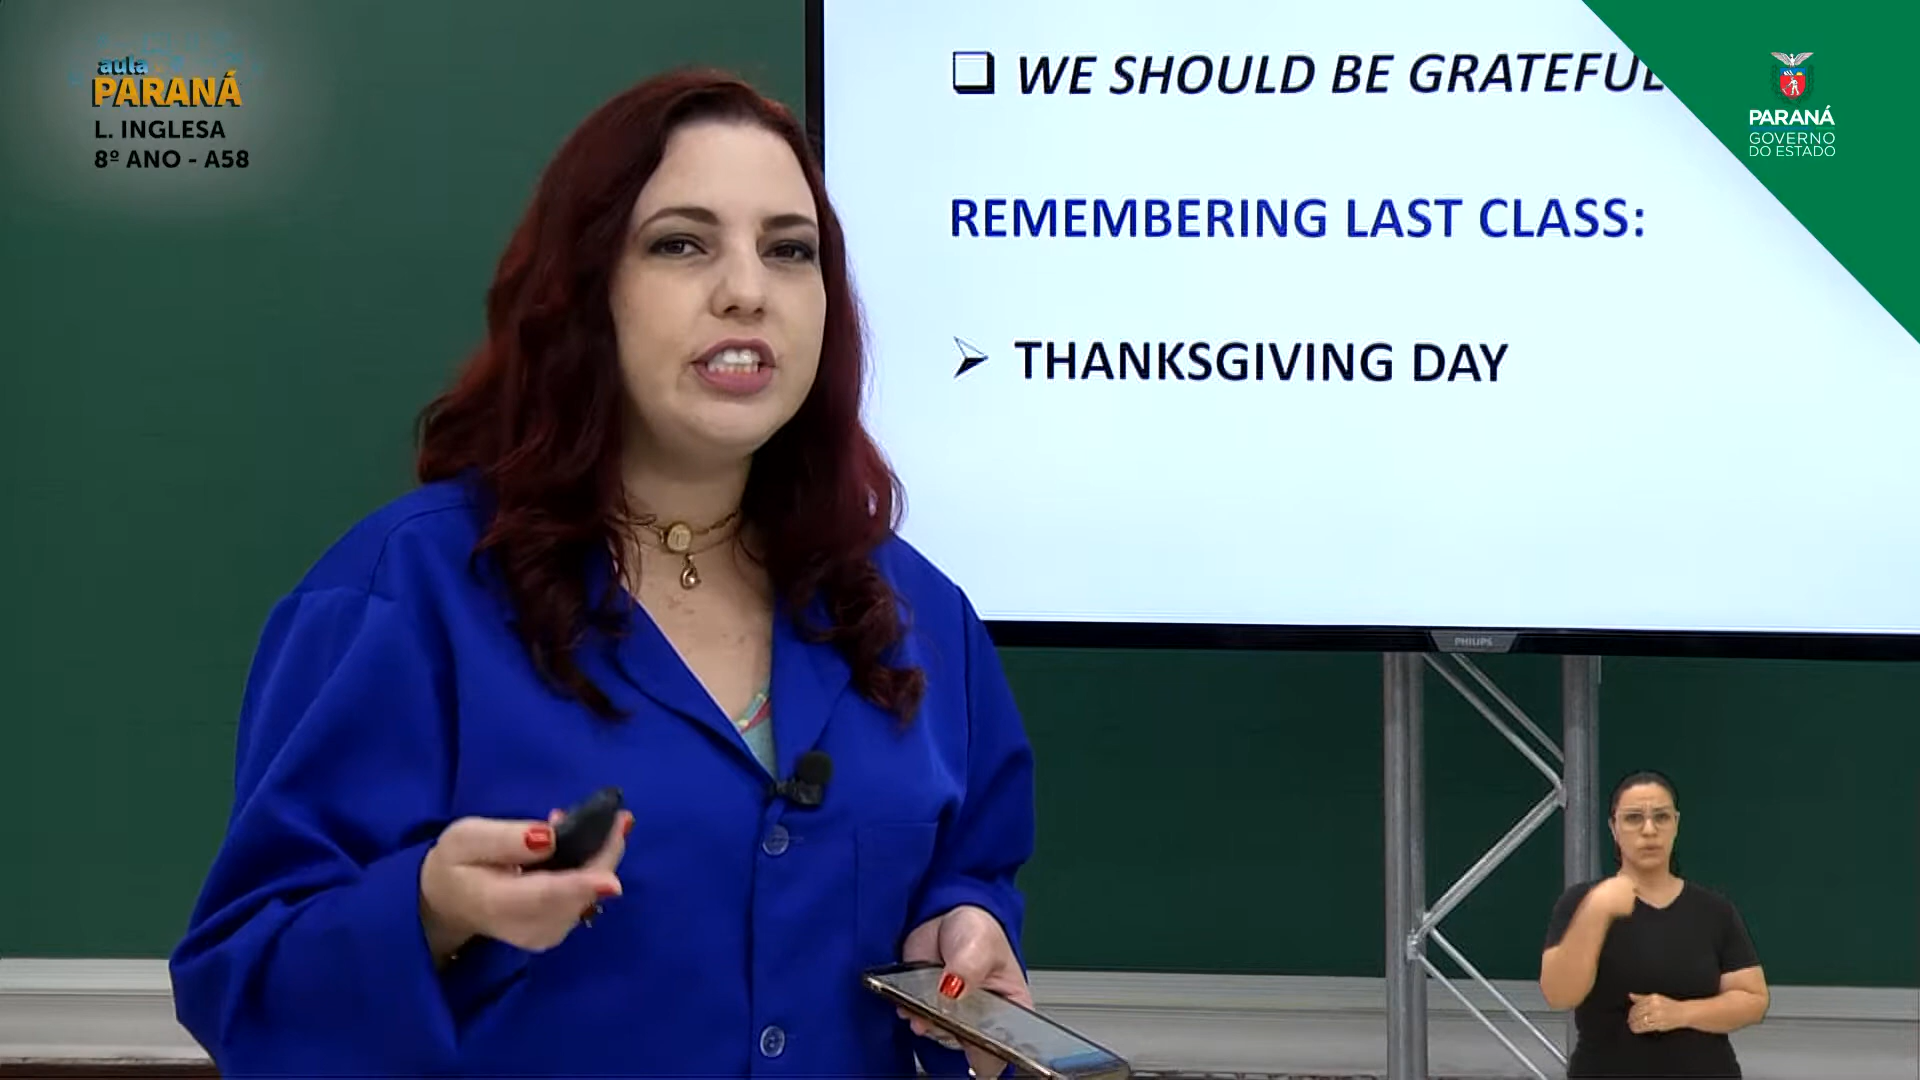 aula
PARANÁ
L. INGLESA
8º ANO - A58
WE SHOULD BE GRATEFUL
REMEMBERING LAST CLASS:
THANKSGIVING DAY
PARANÁ
GOVERNO
DO ESTADO
PHILIPS